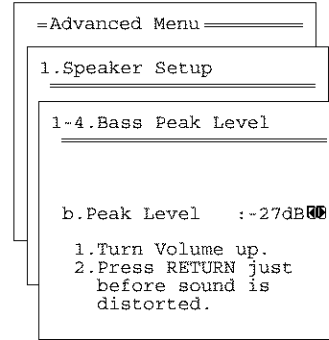 =Advanced Menu
1.Speaker Setup
1-4.Bass Peak Level
b.Peak Level :-27dB
1.Turn Volume up.
2.Press RETURN just
before sound is
distorted.